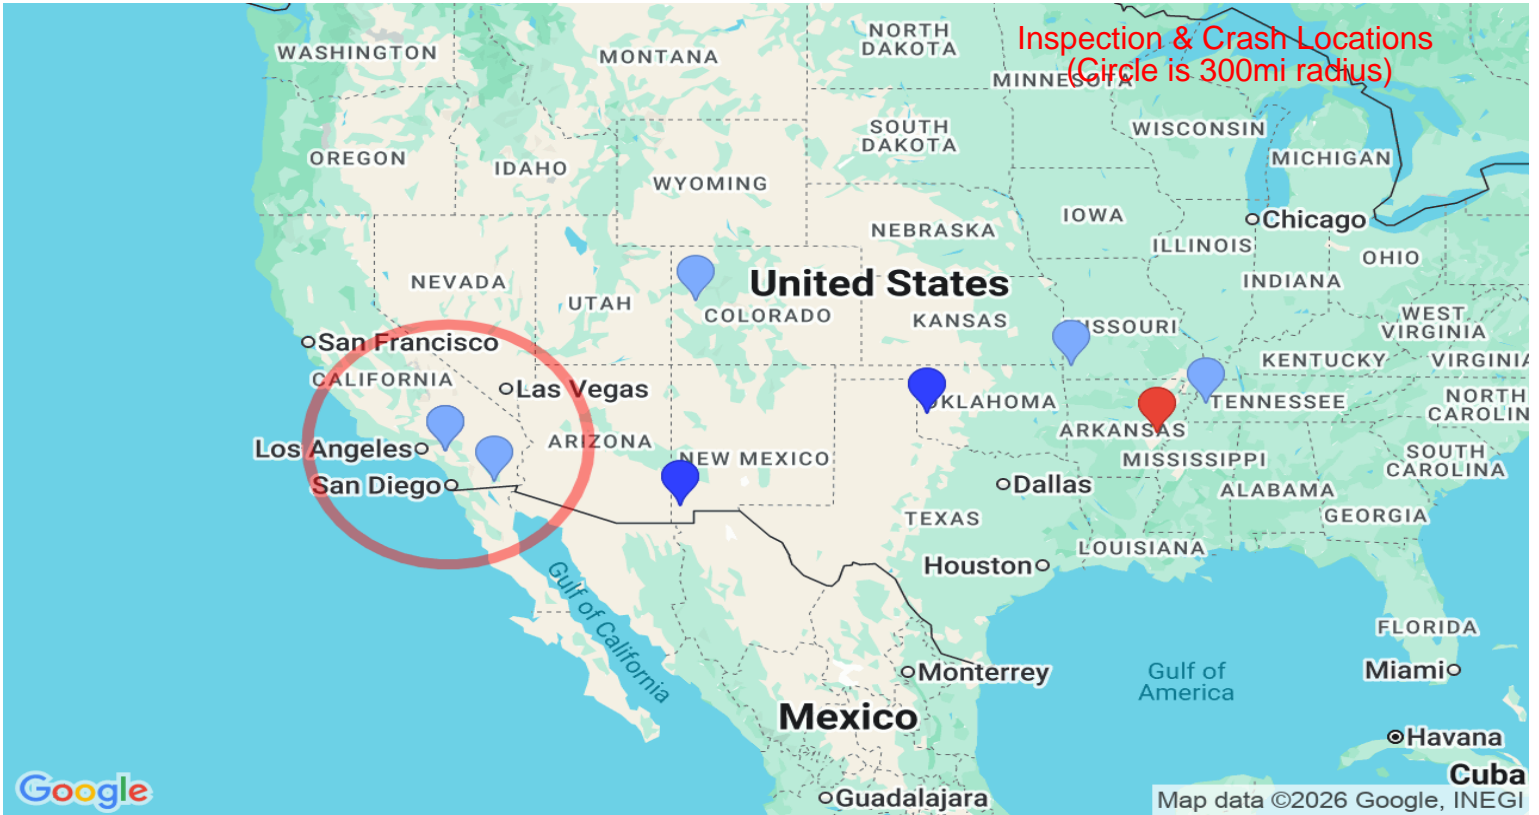 Inspection & Crash Locations
(Circle is 300mi radius)
WASHINGTON
MONTANA
NORTH
DAKOTA
MINNESOTA
OREGON
IDAHO
SOUTH
DAKOTA
WISCONSIN
MICHIGAN
WYOMING
IOWA
NEBRASKA
Chicago
ILLINOIS
OHIO
NEVADA
UTAH
United States
INDIANA
COLORADO
KANSAS
ISSOURI
WEST
VIRGINIA
San Francisco
CALIFORNIA
Las Vegas
KENTUCKY
VIRGINIA
OKLAHOMA
TENNESSEE
NORTH
CAROLIN
Los Angeles
ARIZONA
NEW MEXICO
ARKANSAS
MISSISSIPPI
SOUTH
CAROLINA
San Diego
Dallas
ALABAMA
TEXAS
GEORGIA
LOUISIANA
Houston
Gulf of California
FLORIDA
Monterrey
Gulf of
America
Miami
Mexico
Havana
Cuba
Guadalajara
Google
Map data ©2026 Google, INEGI